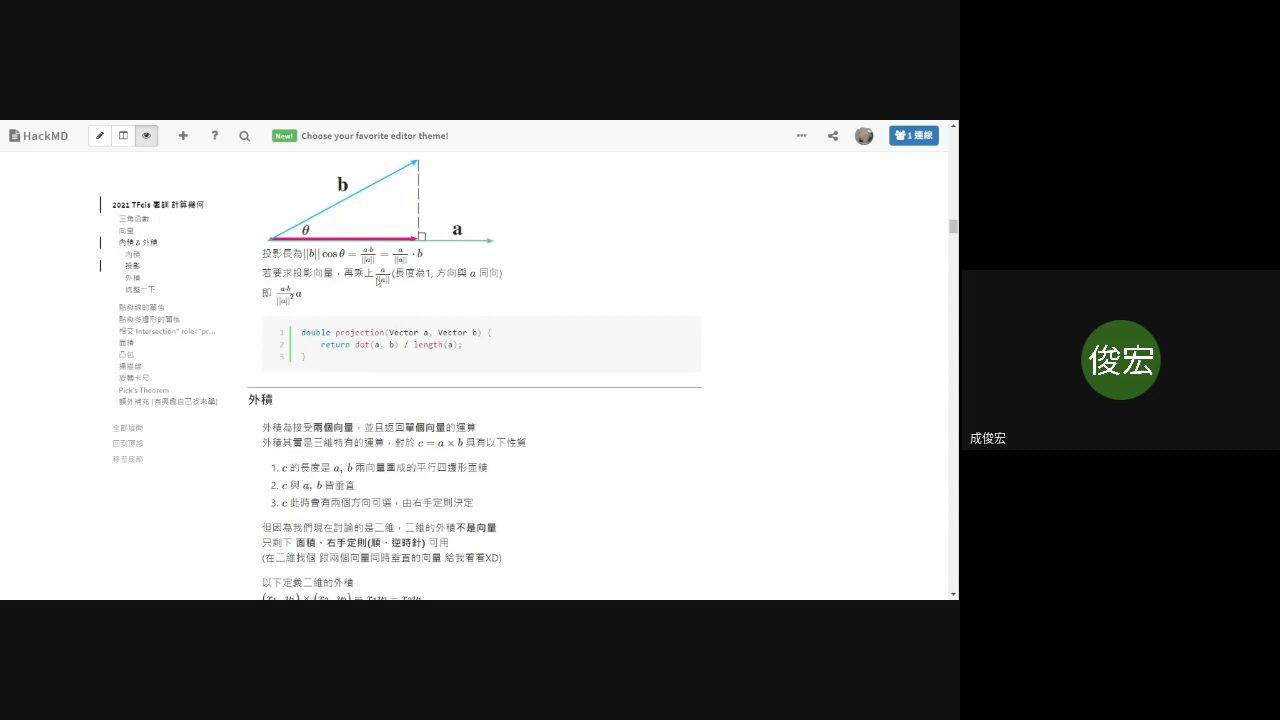 HackMD
New! Choose your favorite editor theme!
1 連線
2021 TFcis 暑訓 計算幾何
三角函數
向量
內積 & 外積
內積
投影
外積
統整一下
點與線的關係
點與多邊形的關係
相交 Intersection" role="pr...
面積
凸包
掃描線
旋轉卡尺
Pick's Theorem
額外補充 (有興趣自己找來學)
全部展開
回到頂部
移至底部
b
θ
a
投影長為||b|| cos θ = a·b/||a|| = a/||a|| · b
若要求投影向量，再乘上 a/||a|| (長度為1, 方向與 a 同向)
即 a·b/||a||² a
1 double projection(Vector a, Vector b) {
2 return dot(a, b) / length(a);
3 }
外積
外積為接受兩個向量，並且返回單個向量的運算
外積其實是三維特有的運算，對於 c = a × b 具有以下性質
1. c 的長度是 a, b 兩向量圍成的平行四邊形面積
2. c 與 a, b 皆垂直
3. c 此時會有兩個方向可選，由右手定則決定
但因為我們現在討論的是二維，二維的外積不是向量
只剩下 面積、右手定則(順、逆時針) 可用
(在二維找個 跟兩個向量同時垂直的向量 給我看看XD)
以下定義二維的外積
(x₁, y₁) × (x₂, y₂) = x₁y₂ − x₂y₁
俊宏
成俊宏